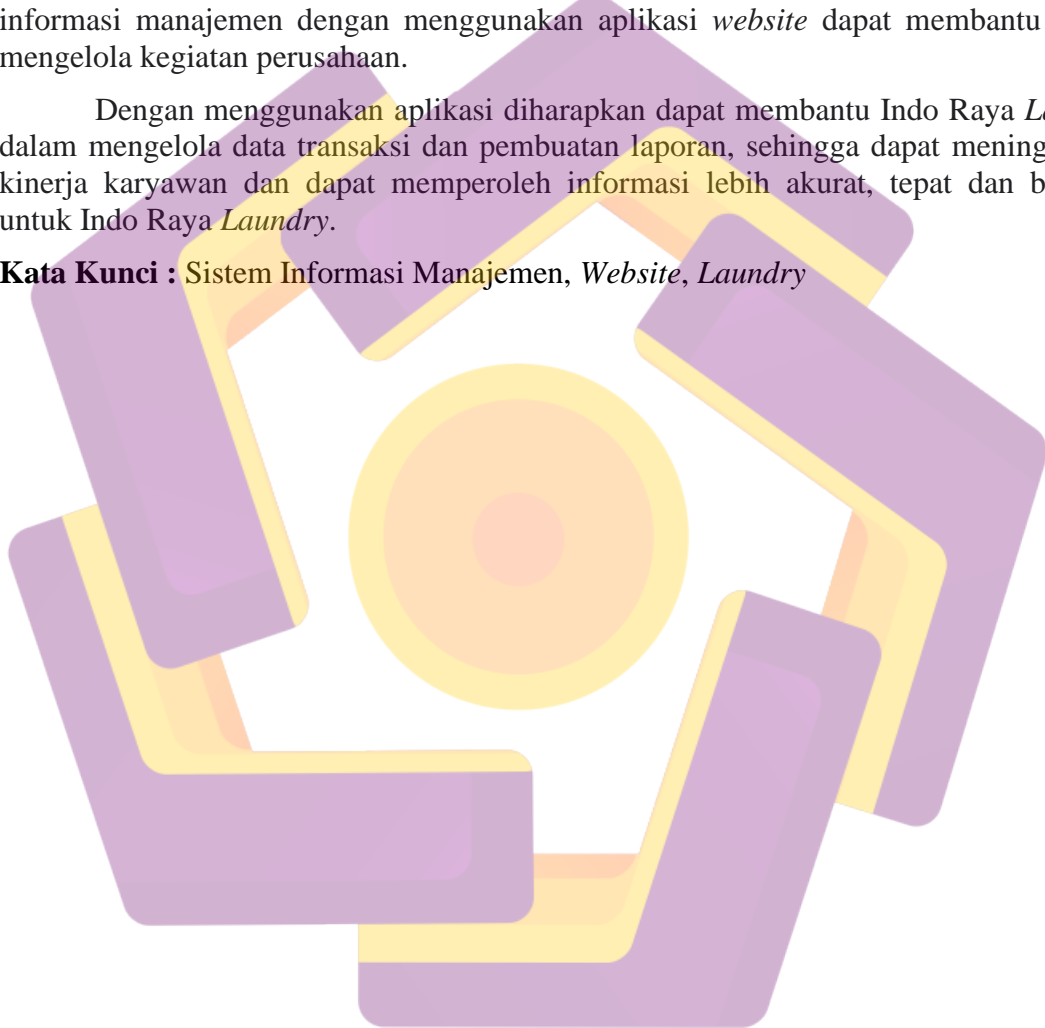 informasi manajemen dengan menggunakan aplikasi website dapat membantu
mengelola kegiatan perusahaan.
Dengan menggunakan aplikasi diharapkan dapat membantu Indo Raya
dalam mengelola data transaksi dan pembuatan laporan, sehingga dapat
kinerja karyawan dan dapat memperoleh informasi lebih akurat, tepat dan
untuk Indo Raya Laundry.
Kata Kunci : Sistem Informasi Manajemen, Website, Laundry